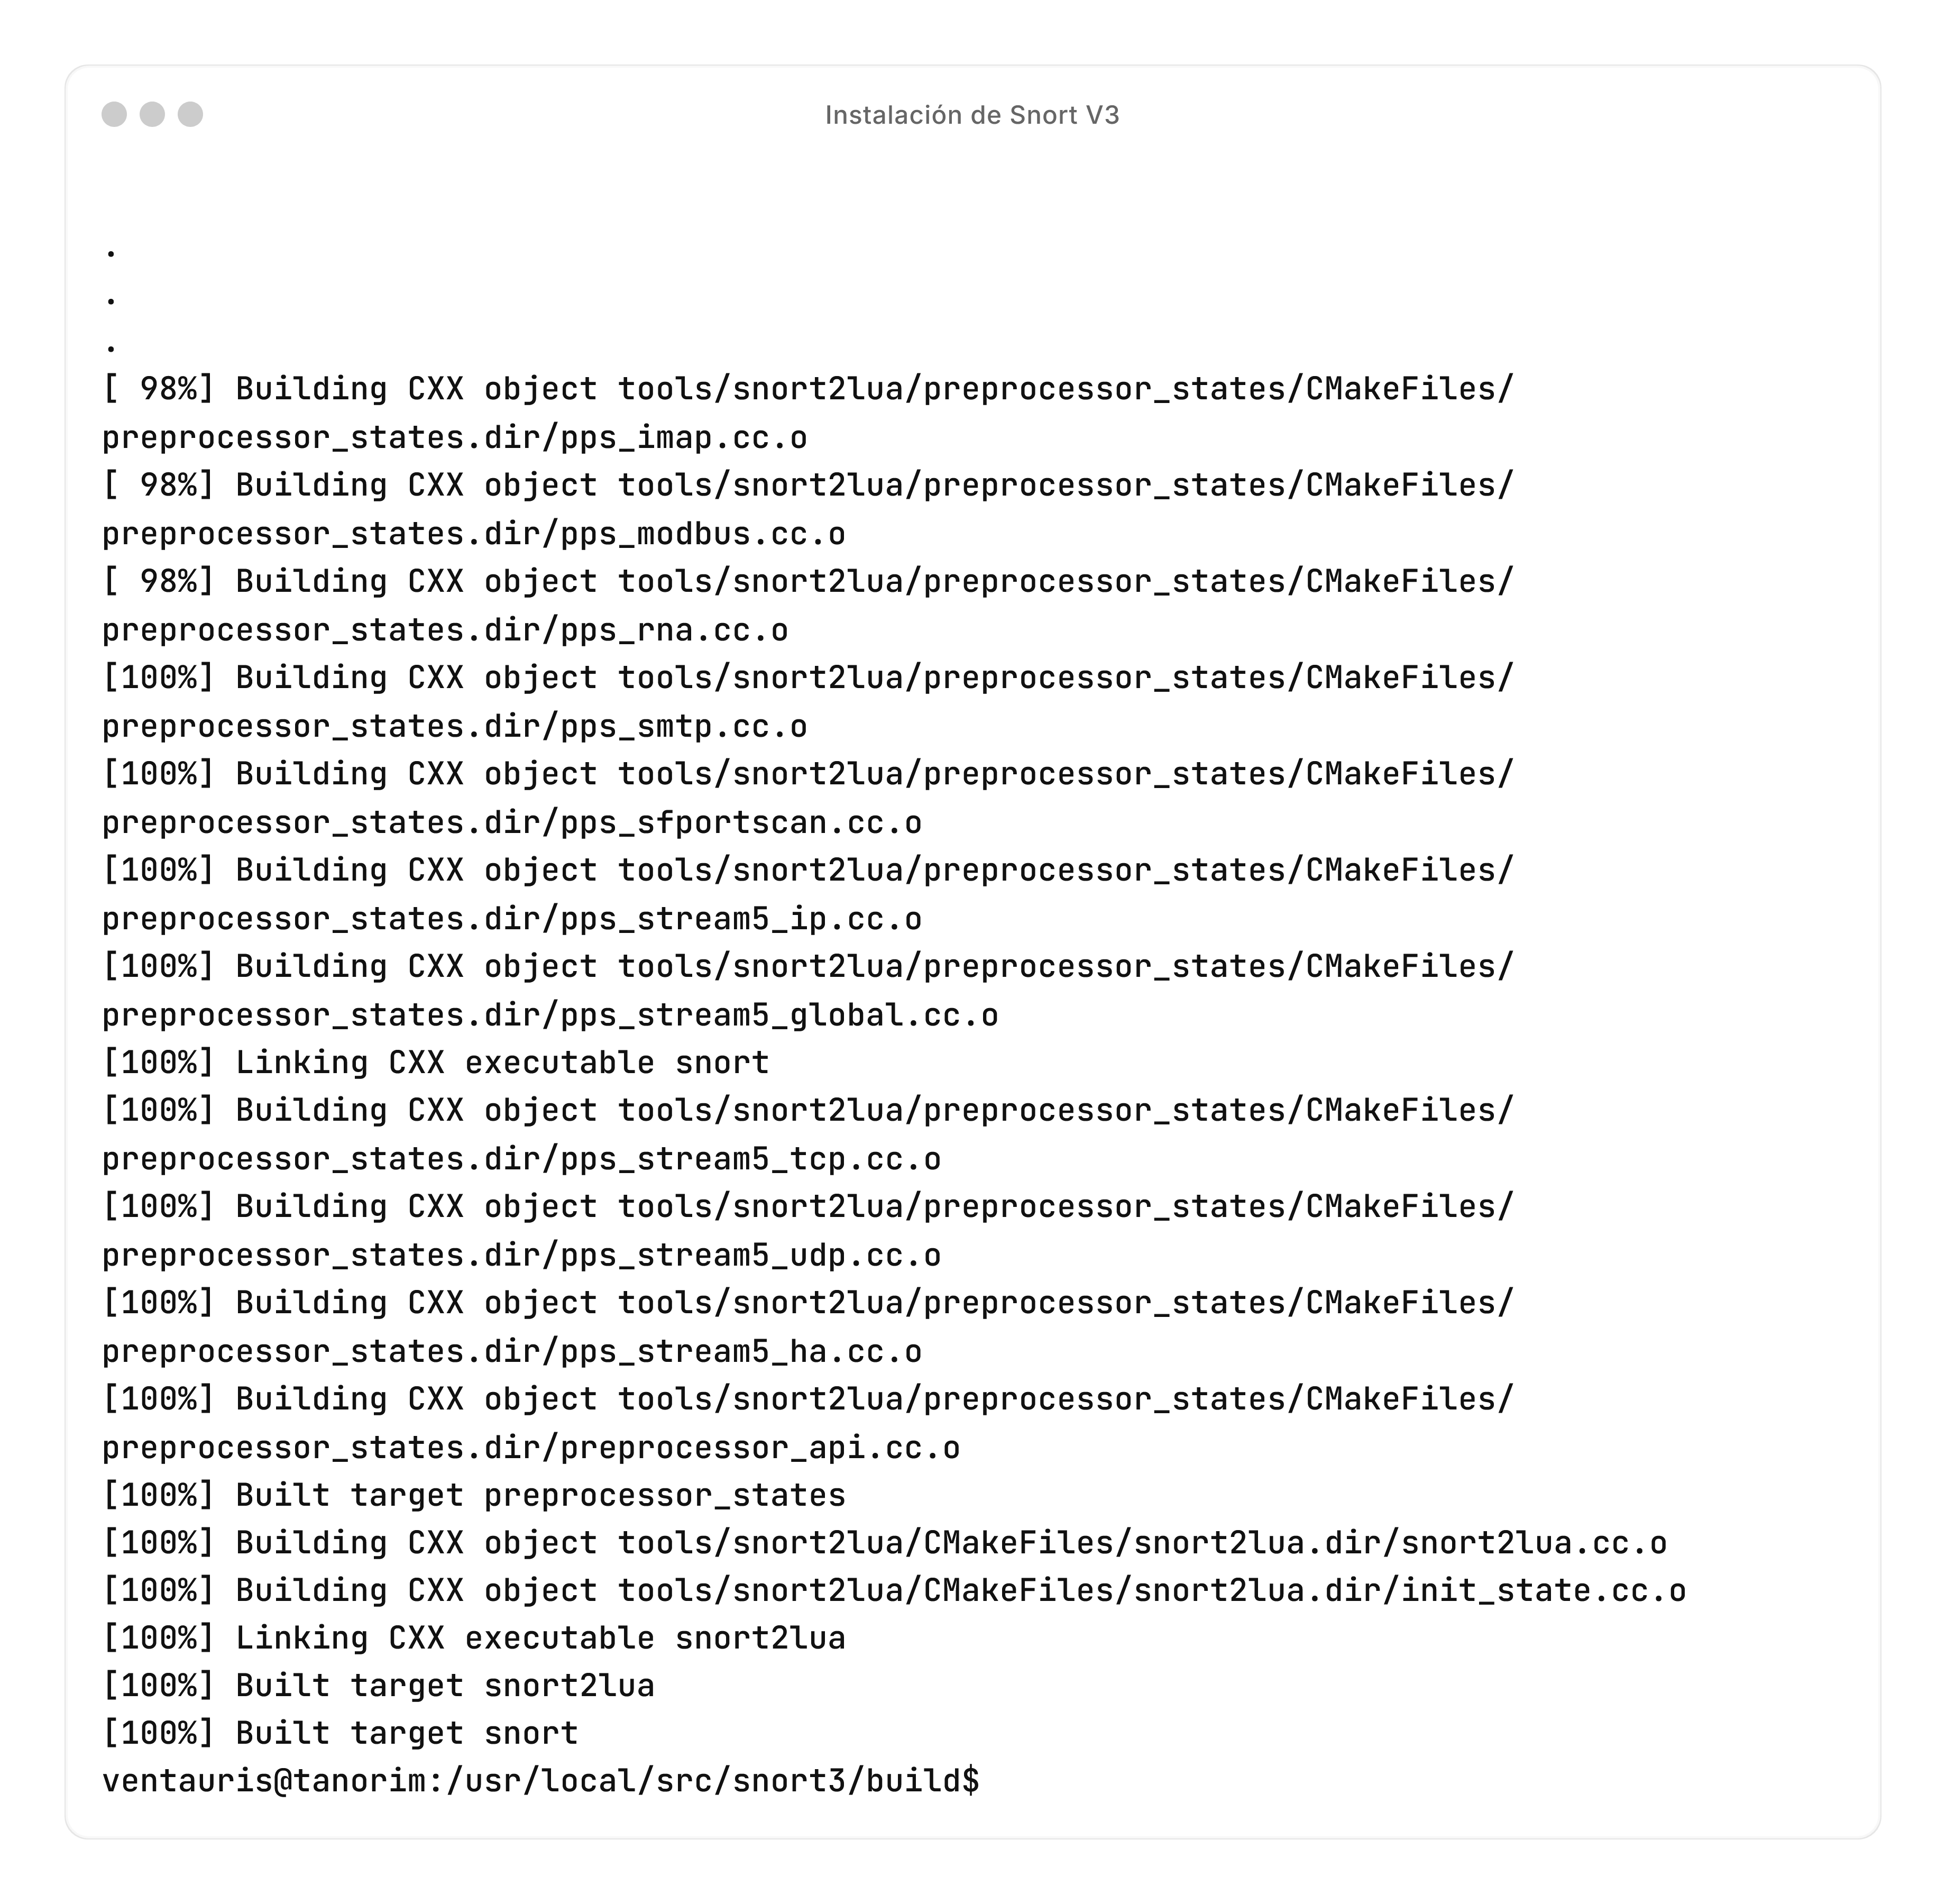 Instalación de Snort V3
.
.
.
[ 98%] Building CXX object tools/snort2lua/preprocessor_states/CMakeFiles/
preprocessor_states.dir/pps_imap.cc.o
[ 98%] Building CXX object tools/snort2lua/preprocessor_states/CMakeFiles/
preprocessor_states.dir/pps_modbus.cc.o
[ 98%] Building CXX object tools/snort2lua/preprocessor_states/CMakeFiles/
preprocessor_states.dir/pps_rna.cc.o
[100%] Building CXX object tools/snort2lua/preprocessor_states/CMakeFiles/
preprocessor_states.dir/pps_smtp.cc.o
[100%] Building CXX object tools/snort2lua/preprocessor_states/CMakeFiles/
preprocessor_states.dir/pps_sfportscan.cc.o
[100%] Building CXX object tools/snort2lua/preprocessor_states/CMakeFiles/
preprocessor_states.dir/pps_stream5_ip.cc.o
[100%] Building CXX object tools/snort2lua/preprocessor_states/CMakeFiles/
preprocessor_states.dir/pps_stream5_global.cc.o
[100%] Linking CXX executable snort
[100%] Building CXX object tools/snort2lua/preprocessor_states/CMakeFiles/
preprocessor_states.dir/pps_stream5_tcp.cc.o
[100%] Building CXX object tools/snort2lua/preprocessor_states/CMakeFiles/
preprocessor_states.dir/pps_stream5_udp.cc.o
[100%] Building CXX object tools/snort2lua/preprocessor_states/CMakeFiles/
preprocessor_states.dir/pps_stream5_ha.cc.o
[100%] Building CXX object tools/snort2lua/preprocessor_states/CMakeFiles/
preprocessor_states.dir/preprocessor_api.cc.o
[100%] Built target preprocessor_states
[100%] Building CXX object tools/snort2lua/CMakeFiles/snort2lua.dir/snort2lua.cc.o
[100%] Building CXX object tools/snort2lua/CMakeFiles/snort2lua.dir/init_state.cc.o
[100%] Linking CXX executable snort2lua
[100%] Built target snort2lua
[100%] Built target snort
ventauris@tanorim:/usr/local/src/snort3/build$